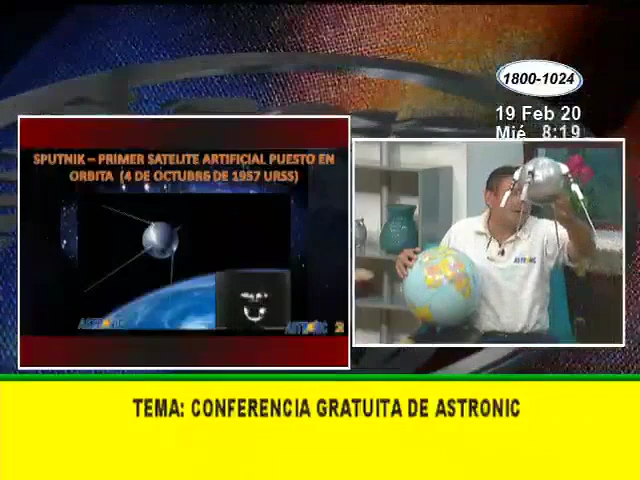 1800-1024
19 Feb 20
Mié 8:19
SPUTNIK – PRIMER SATELITE ARTIFICIAL PUESTO EN
ORBITA (4 DE OCTUBRE DE 1957 URSS)
ASTRONIC
ASTRONIC
ASTRONIC
TEMA: CONFERENCIA GRATUITA DE ASTRONIC